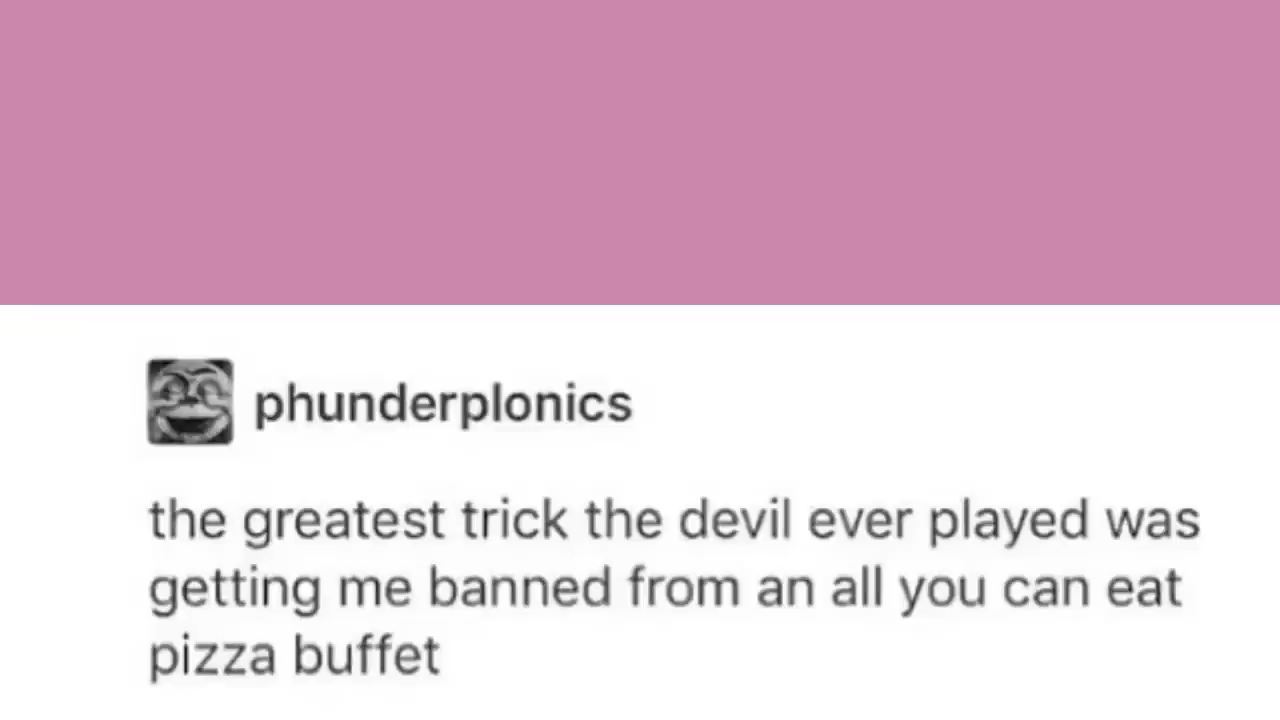 phunderplonics
the greatest trick the devil ever played was
getting me banned from an all you can eat
pizza buffet